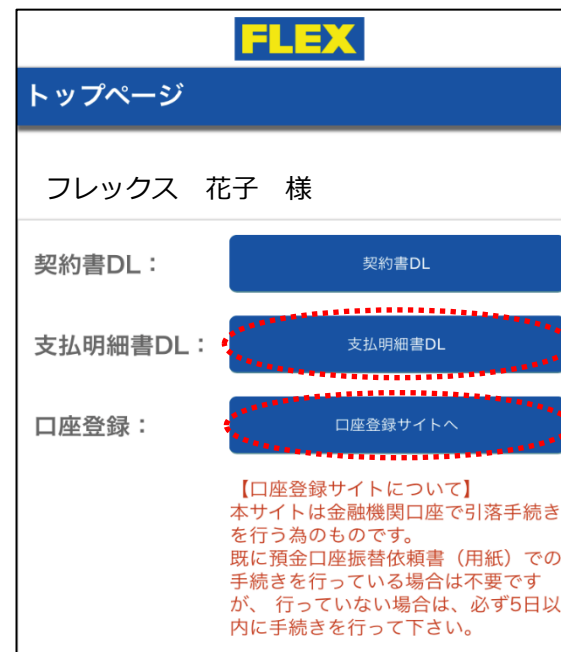 FLEX
トップページ
フレックス 花子 様
契約書DL：
契約書DL
支払明細書DL：
支払明細書DL
口座登録：
口座登録サイトへ
【口座登録サイトについて】
本サイトは金融機関口座で引落手続き
を行う為のものです。
既に預金口座振替依頼書（用紙）での
手続きを行っている場合は不要です
が、 行っていない場合は、必ず5日以
内に手続きを行って下さい。